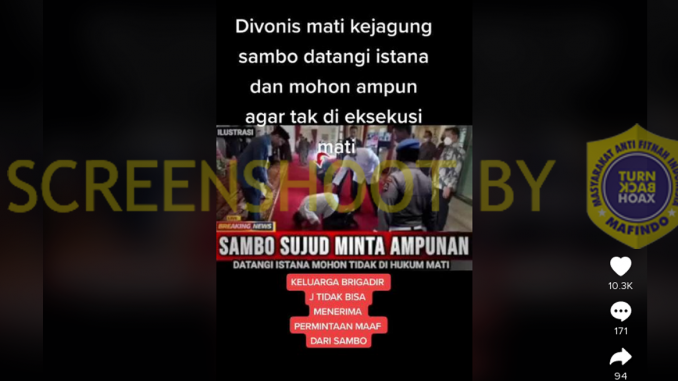 Divonis mati kejagung
sambo datangi istana
dan mohon ampun
agar tak di eksekusi
mati
ILUSTRASI
SCREENSHOOT BY
MASYARAKAT ANTI FITNAH INDONESIA
TURN
BACK
HOAX
MAFINDO
BREAKING NEWS
SAMBO SUJUD MINTA AMPUNAN
DATANGI ISTANA MOHON TIDAK DI HUKUM MATI
KELUARGA BRIGADIR
J TIDAK BISA
MENERIMA
PERMINTAAN MAAF
DARI SAMBO
10.3K
171
94